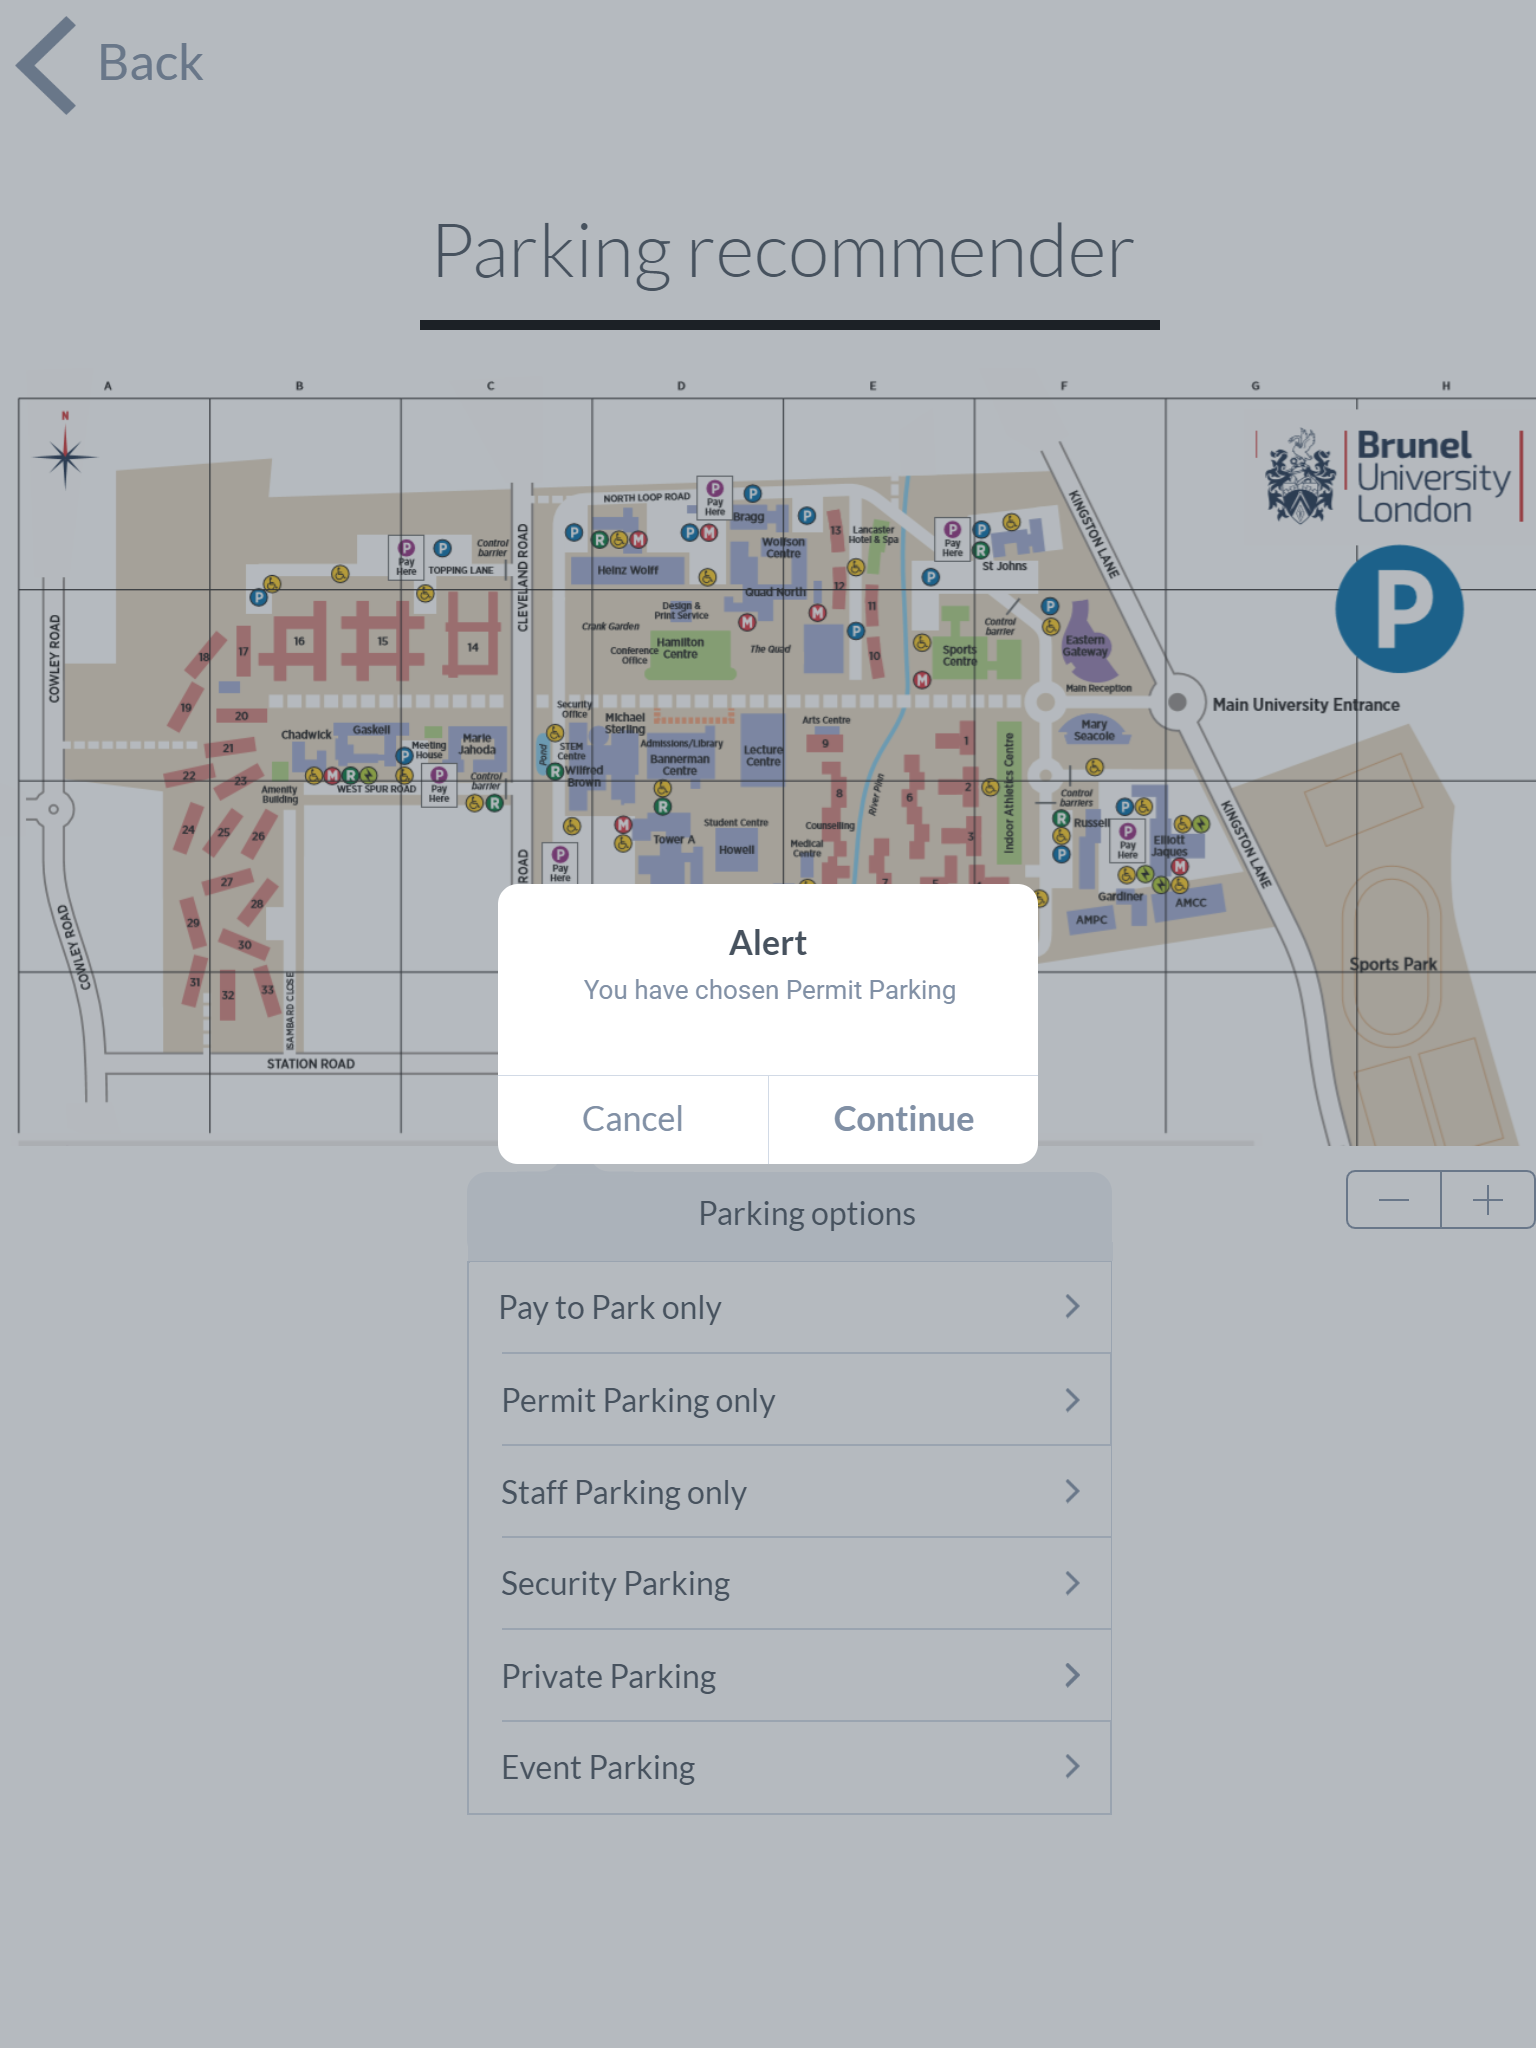 Back
Parking recommender
A B C D E F G H
N
Brunel
University
London
P
KINGSTON LANE
NORTH LOOP ROAD
P
Pay
Here
P
Bragg
P
13
Lancaster
Hotel & Spa
P
Pay
Here
P
R
St Johns
P
R
M
P
M
Wolfson
Centre
P
Pay
Here
P
Control
barrier
TOPPING LANE
CLEVELAND ROAD
Heinz Wolff
Quad North
12
11
P
P
P
Design &
Print Service
M
M
P
Control
barrier
Eastern
Gateway
COWLEY ROAD
16
15
14
17
18
Crank Garden
Conference
Office
Hamilton
Centre
The Quad
10
Sports
Centre
M
Main Reception
Main University Entrance
19
20
21
22
23
Chadwick
Gaskell
P
Meeting
House
Marie
Jahoda
Security
Office
Michael
Sterling
Arts Centre
9
1
Mary
Seacole
Pond
STEM
Centre
Admissions/Library
Bannerman
Centre
Lecture
Centre
R
Wilfred
Brown
M
R
Amenity
Building
WEST SPUR ROAD
P
Pay
Here
Control
barrier
R
R
8
River Pinn
6
2
3
Indoor Athletics Centre
Control
barriers
R
Russell
P
P
P
Pay
Here
Elliott
Jaques
M
KINGSTON LANE
24
25
26
M
Tower A
Student Centre
Howell
Counselling
Medical
Centre
ROAD
P
Pay
Here
27
28
29
30
31
32
33
7
5
Gardiner
AMPC
AMCC
COWLEY ROAD
ISAMBARD CLOSE
Sports Park
STATION ROAD
Alert
You have chosen Permit Parking
Cancel Continue
Parking options
Pay to Park only
Permit Parking only
Staff Parking only
Security Parking
Private Parking
Event Parking